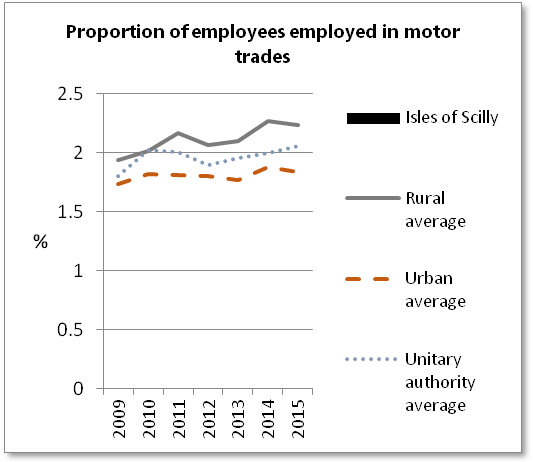 Proportion of employees employed in motor
trades
2.5
2
1.5
1
0.5
0
%
2009
2010
2011
2012
2013
2014
2015
Isles of Scilly
Rural
average
Urban
average
Unitary
authority
average